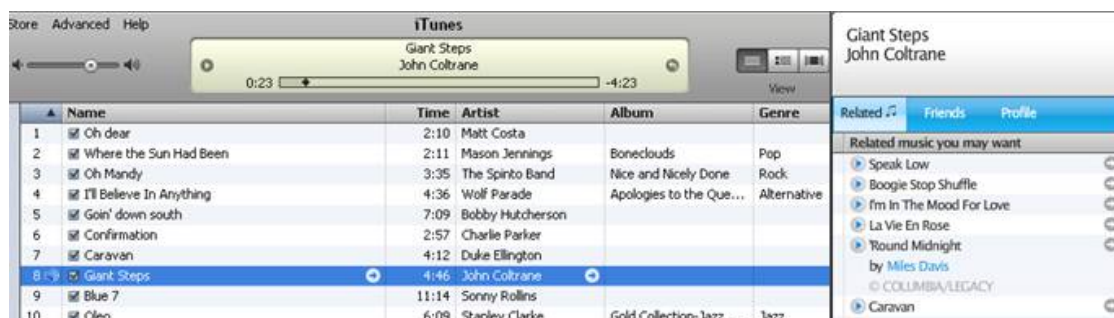 Store Advanced Help iTunes
Giant Steps
John Coltrane
0:23 -4:23
View
Name Time Artist Album Genre
1 Oh dear 2:10 Matt Costa
2 Where the Sun Had Been 2:11 Mason Jennings Boneclouds Pop
3 Oh Mandy 3:35 The Spinto Band Nice and Nicely Done Rock
4 I'll Believe In Anything 4:36 Wolf Parade Apologies to the Que... Alternative
5 Goin' down south 7:09 Bobby Hutcherson
6 Confirmation 2:57 Charlie Parker
7 Caravan 4:12 Duke Ellington
8 Giant Steps 4:46 John Coltrane
9 Blue 7 11:14 Sonny Rollins
10 Oleo 6:09 Stanley Clarke Gold Collection-Jazz ... Jazz
Giant Steps
John Coltrane
Related Friends Profile
Related music you may want
Speak Low
Boogie Stop Shuffle
I'm In The Mood For Love
La Vie En Rose
'Round Midnight
by Miles Davis
© COLUMBIA/LEGACY
Caravan